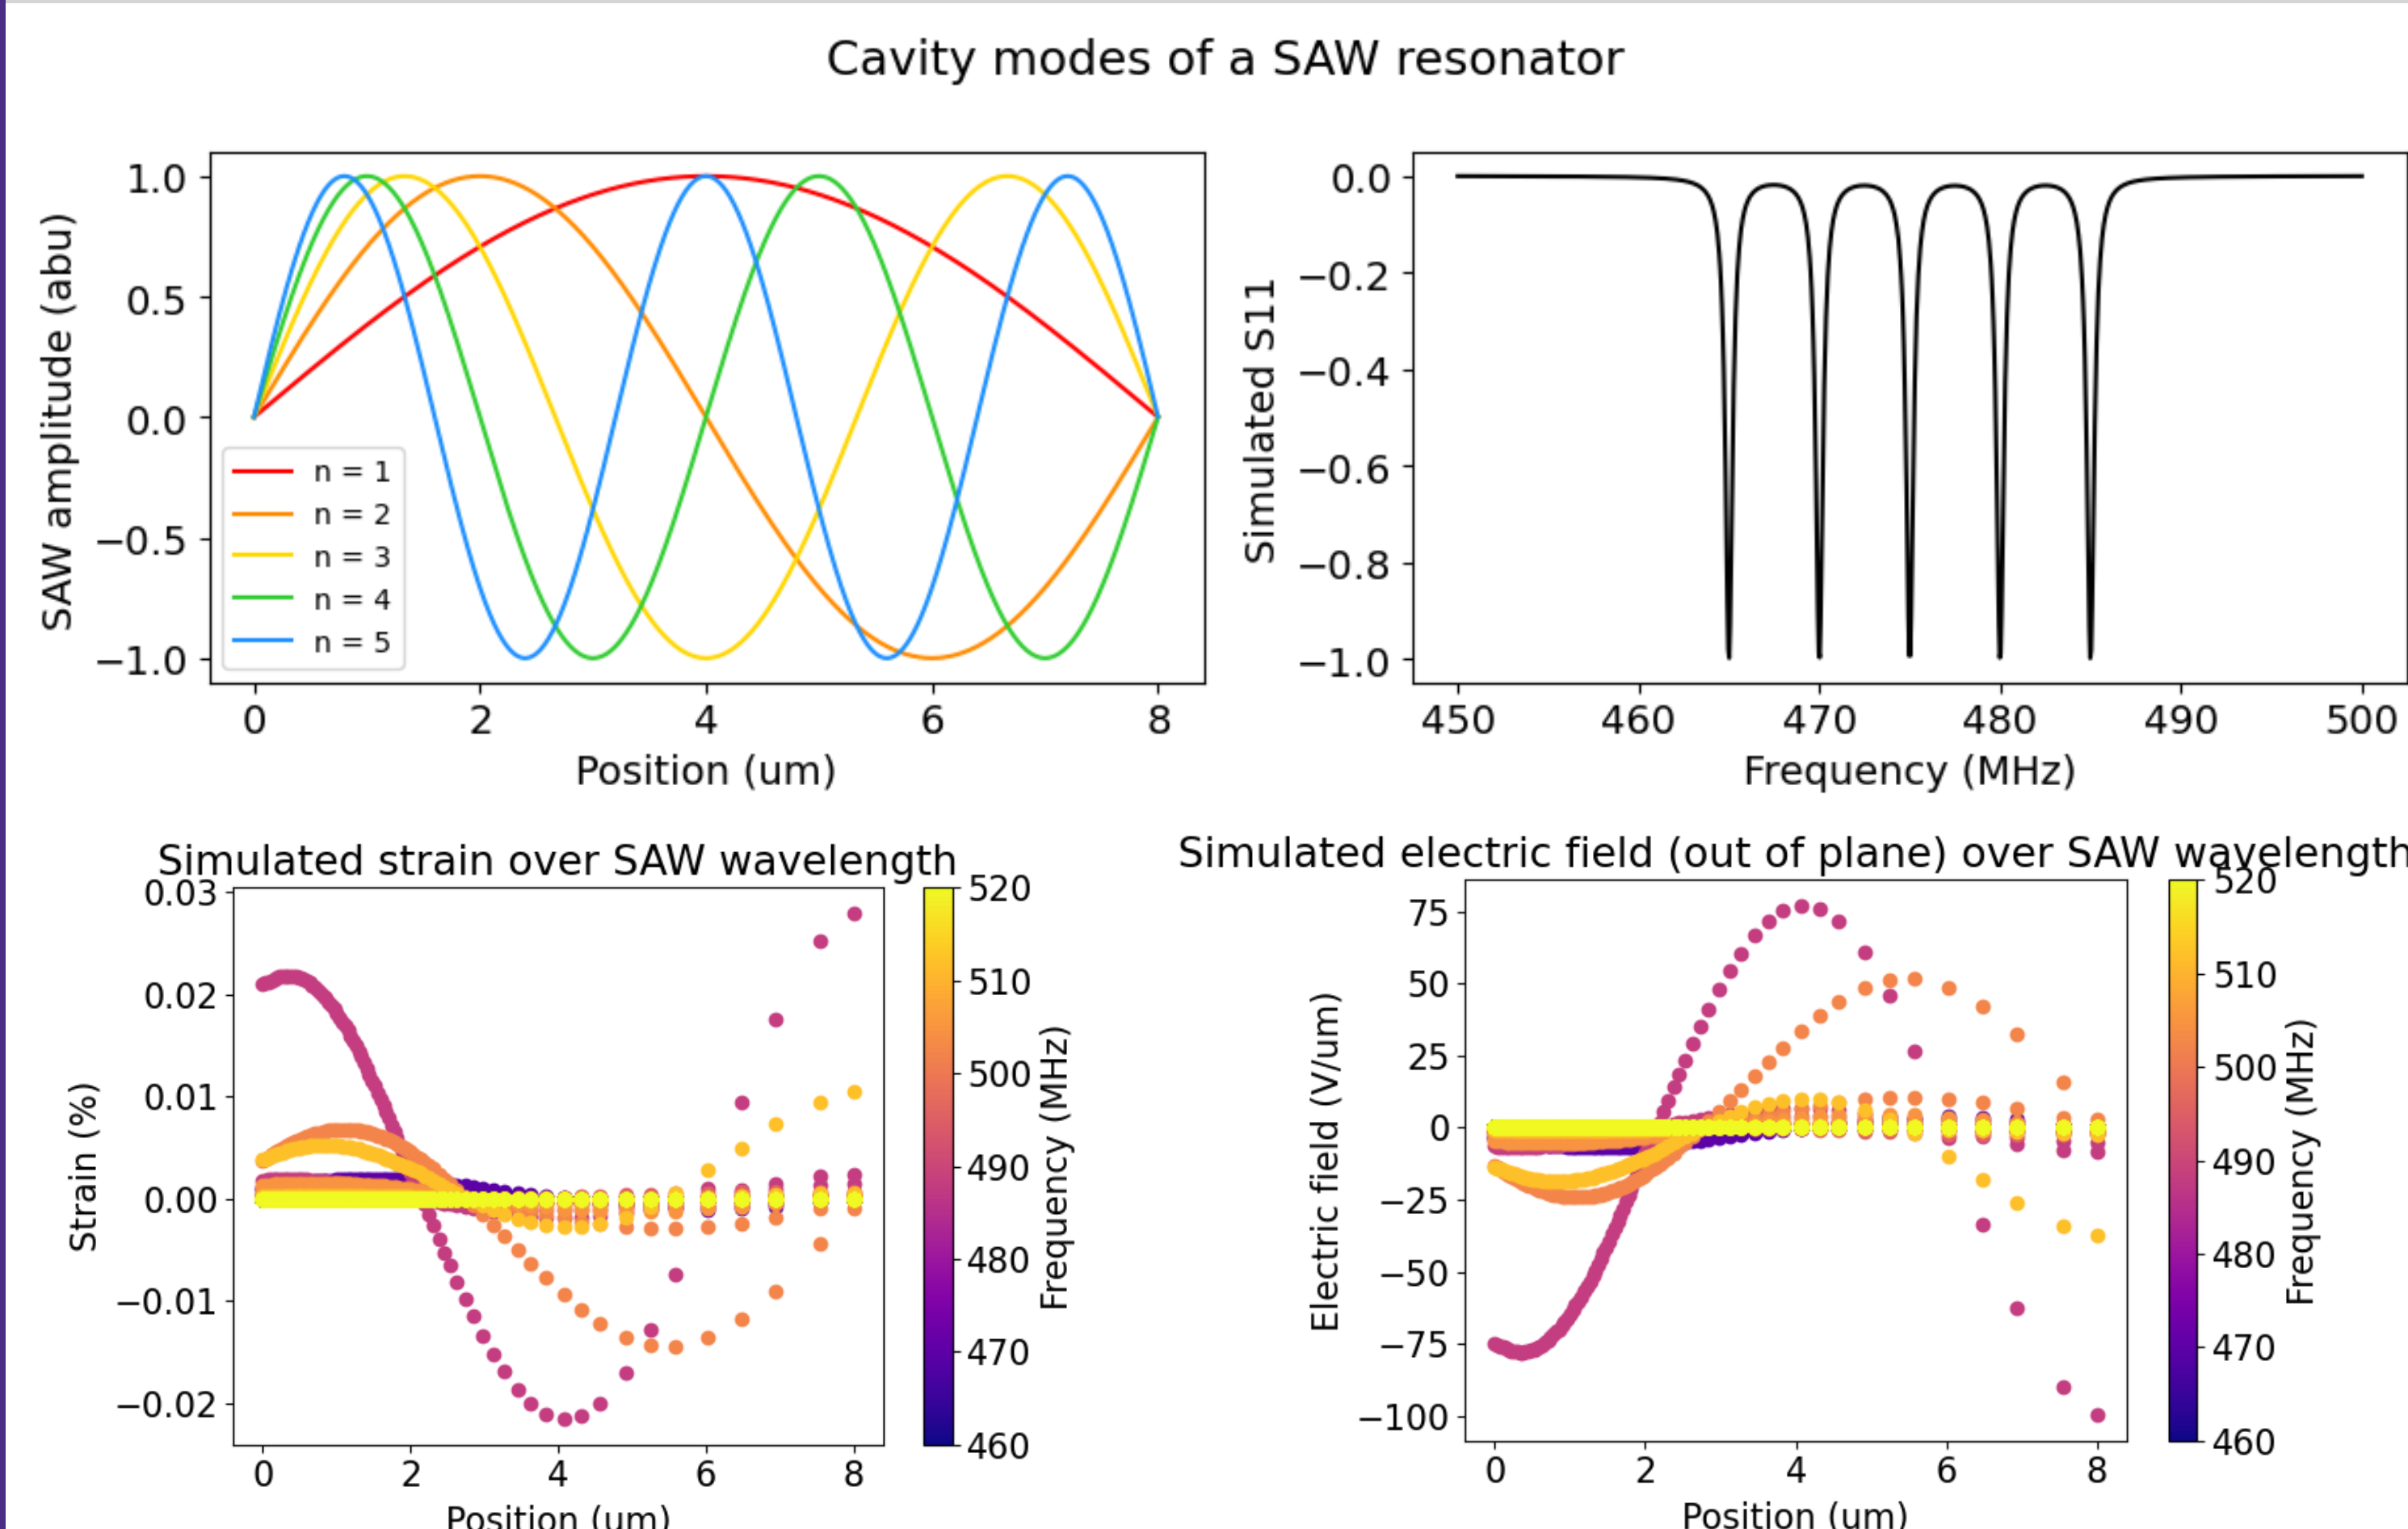 Cavity modes of a SAW resonator
SAW amplitude (abu)
1.0
0.5
0.0
−0.5
−1.0
n = 1
n = 2
n = 3
n = 4
n = 5
0 2 4 6 8
Position (um)
Simulated S11
0.0
−0.2
−0.4
−0.6
−0.8
−1.0
450 460 470 480 490 500
Frequency (MHz)
Simulated strain over SAW wavelength
Strain (%)
0.03
0.02
0.01
0.00
−0.01
−0.02
0 2 4 6 8
Position (um)
520
510
500
490
480
470
460
Frequency (MHz)
Simulated electric field (out of plane) over SAW wavelength
Electric field (V/um)
75
50
25
0
−25
−50
−75
−100
0 2 4 6 8
Position (um)
520
510
500
490
480
470
460
Frequency (MHz)